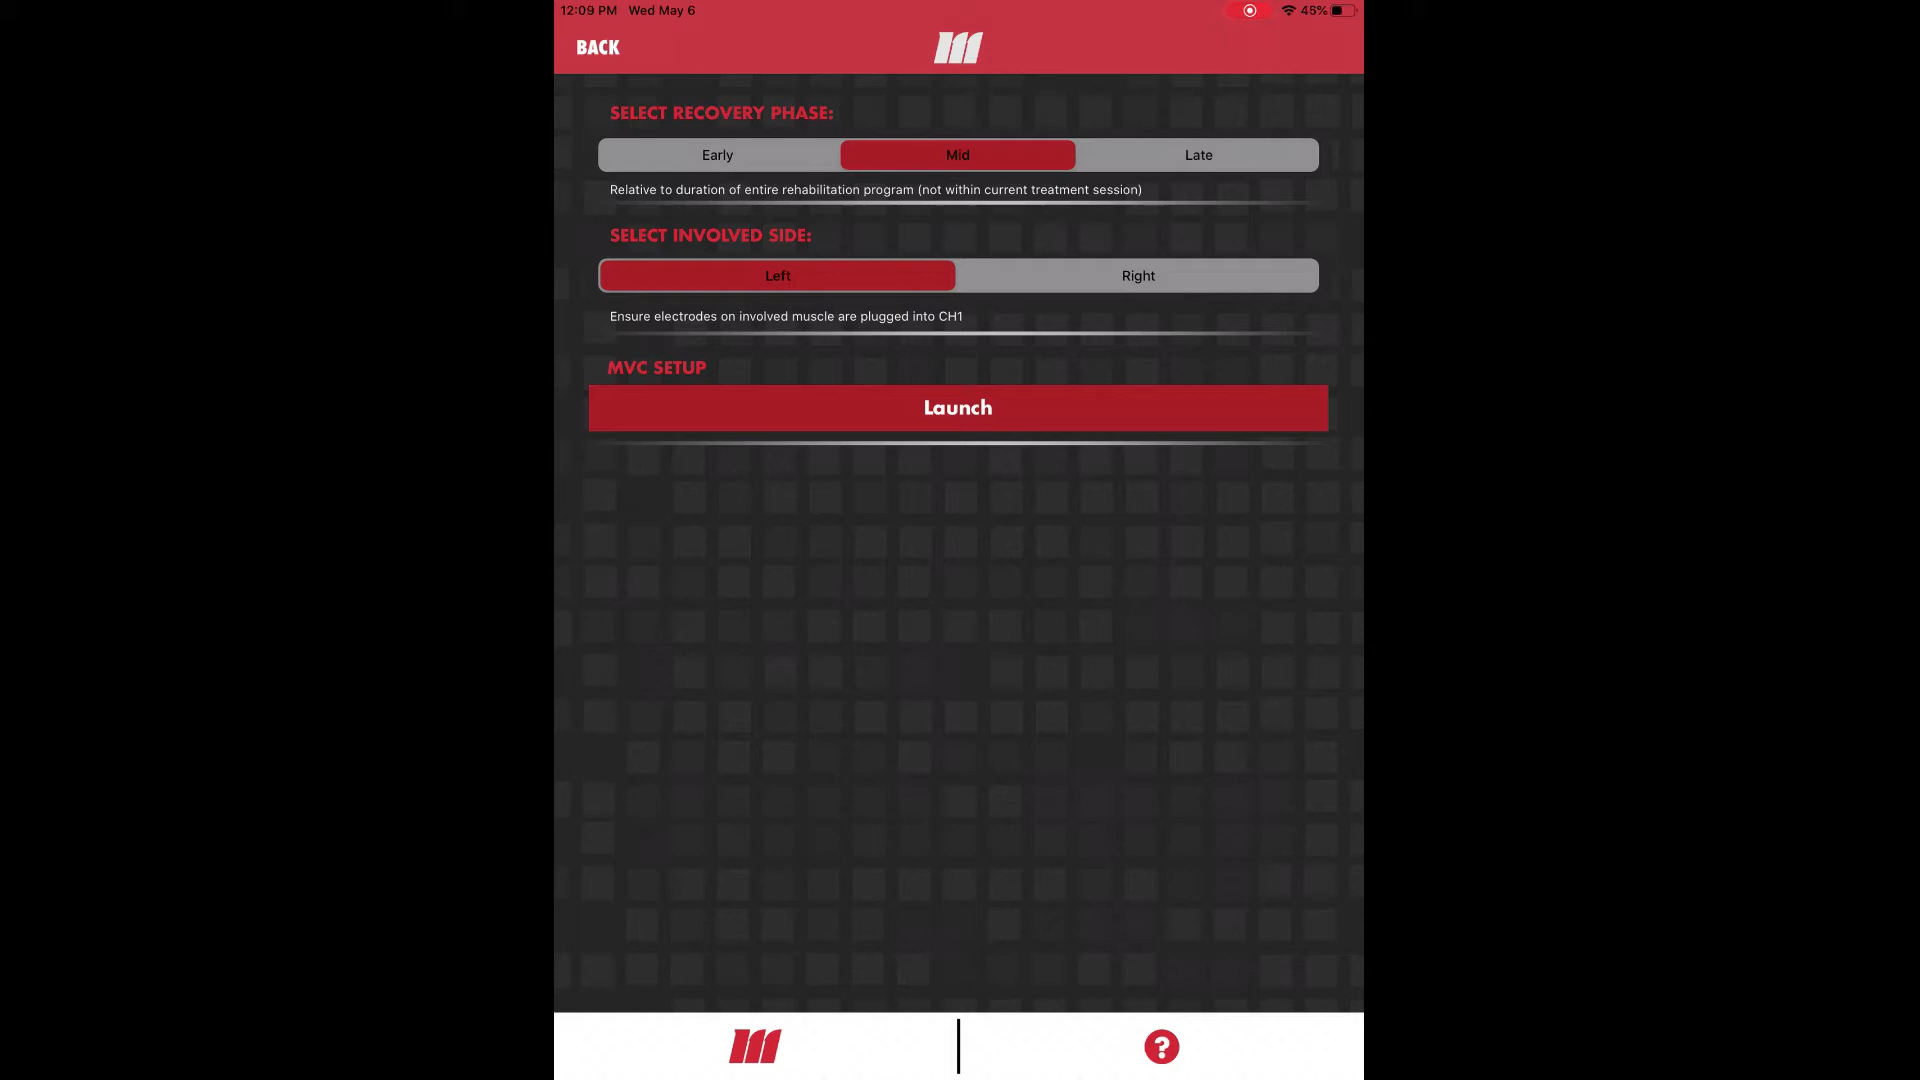 12:09 PM Wed May 6
45%
BACK
SELECT RECOVERY PHASE:
Early Mid Late
Relative to duration of entire rehabilitation program (not within current treatment session)
SELECT INVOLVED SIDE:
Left Right
Ensure electrodes on involved muscle are plugged into CH1
MVC SETUP
Launch
?